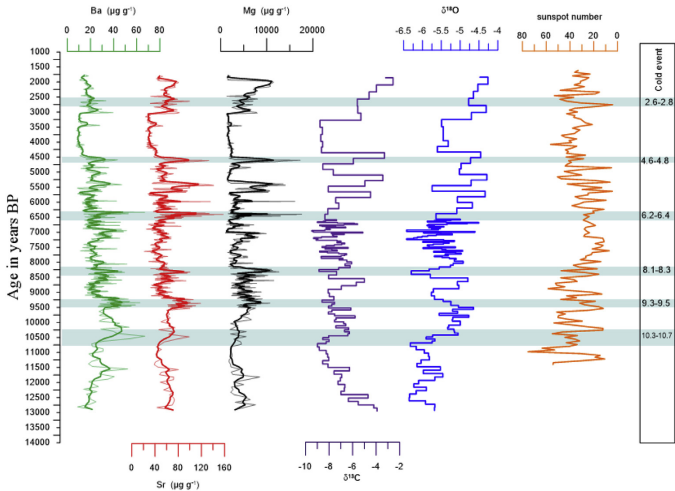 Ba (µg g⁻¹)
Mg (µg g⁻¹)
δ¹⁸O
sunspot number
0 40 80
0 10000 20000
-6.5 -5.5 -4.5
-6 -5 -4
80 60 40 20 0
Cold event
Age in years BP
1000
1500
2000
2500
2.6-2.8
3000
3500
4000
4500
4.6-4.8
5000
5500
6000
6.2-6.4
6500
7000
7500
8000
8.1-8.3
8500
9000
9.3-9.5
9500
10000
10.3-10.7
10500
11000
11500
12000
12500
13000
13500
14000
0 40 80 120 160
Sr (µg g⁻¹)
-10 -8 -6 -4 -2
δ¹³C